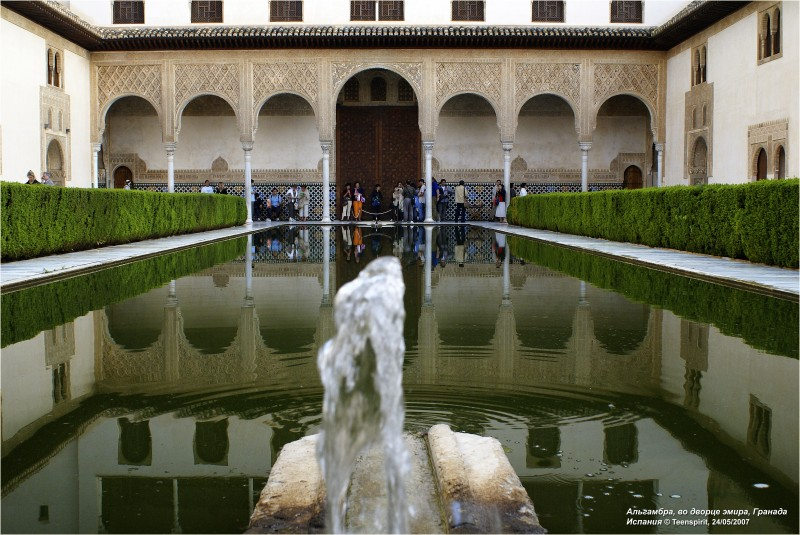 Альгамбра, во дворце эмира, Гранада
Испания © Teenspirit, 24/05/2007